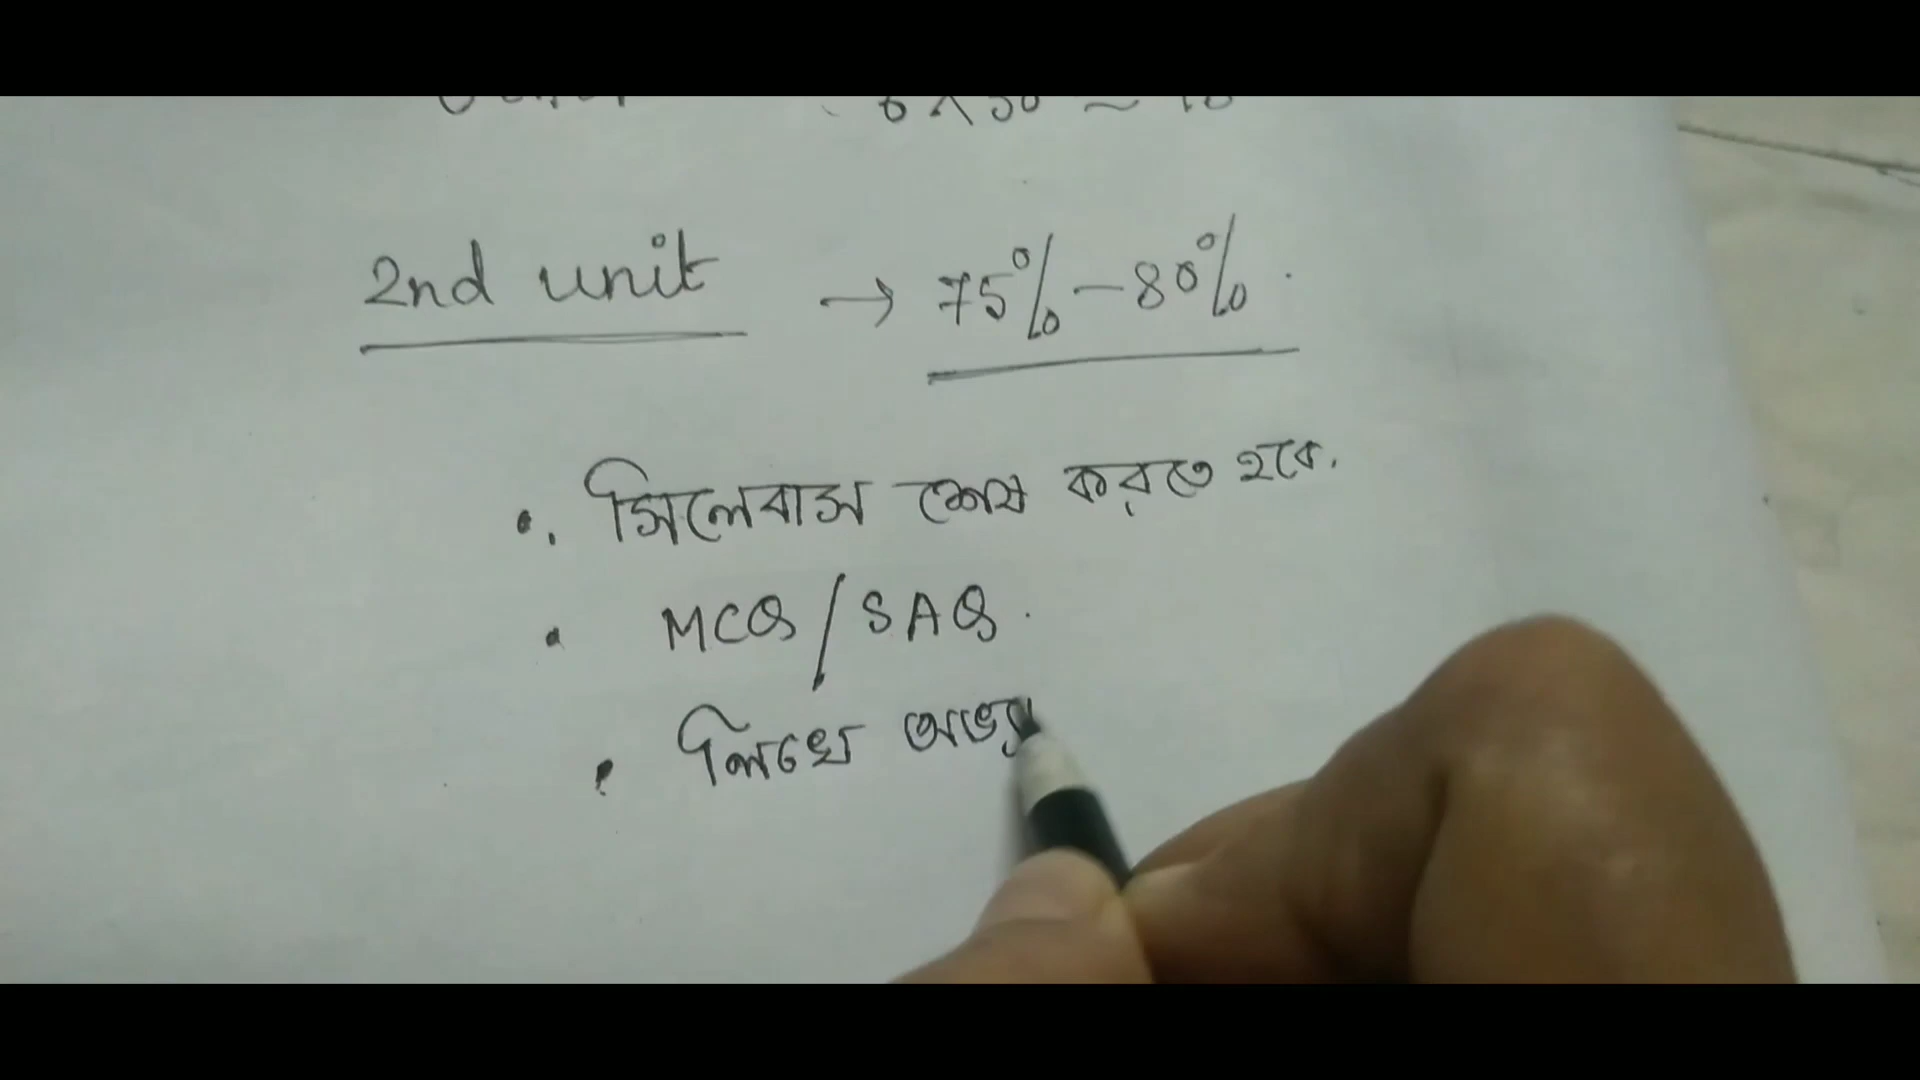 2nd unit → 75% - 80%.
সিলেবাস শেষ করতে হবে.
MCQ / SAQ.
লিখে